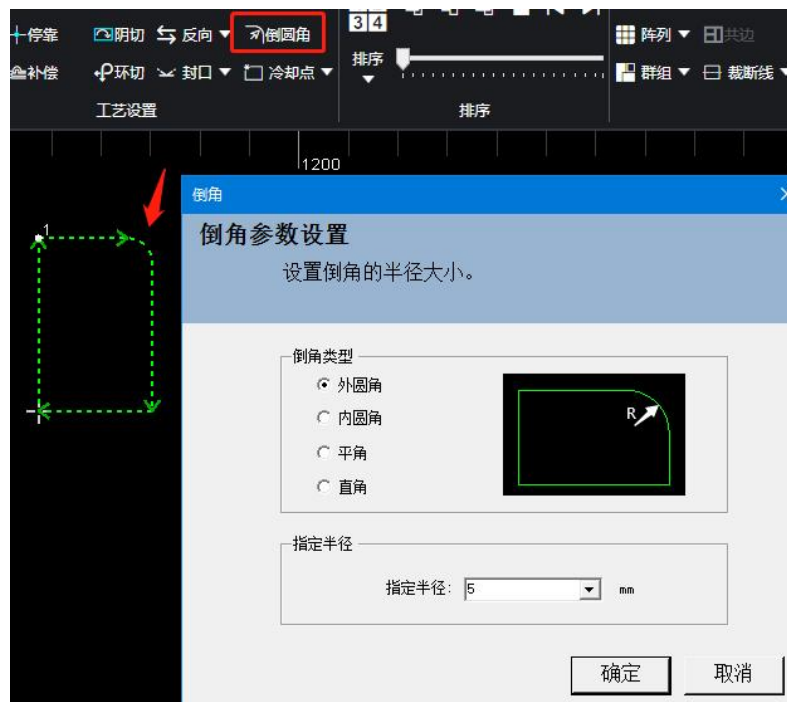 停靠 阴切 反向 倒圆角 3 4 阵列 共边
排序
补偿 环切 封口 冷却点 群组 裁断线
工艺设置 排序
1200
倒角
1
倒角参数设置
设置倒角的半径大小。
倒角类型
外圆角
内圆角
R
平角
直角
指定半径
指定半径: 5 mm
确定 取消